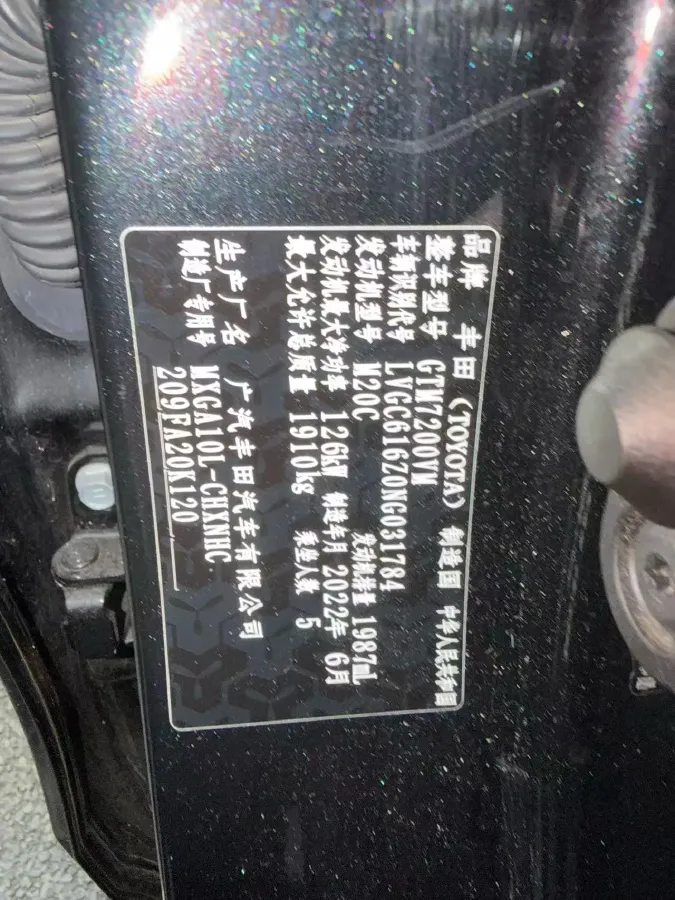 品牌 丰田 (TOYOTA) 制造国 中华人民共和国
整车型号 GTM7200VM
车辆识别代号 LVGC61670NG031784
发动机型号 M20C 发动机排量 1987mL
发动机最大净功率 126kW 制造年月 2022年 6月
最大允许总质量 1910kg 乘坐人数 5
生产厂名 广汽丰田汽车有限公司
制造厂专用号 MXGA10L-CHXNHC
209FA20K120